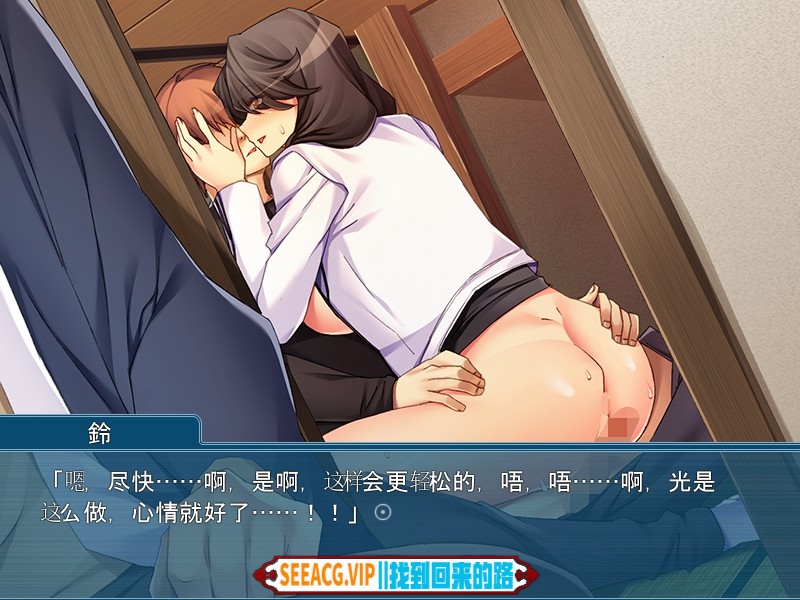 鈴
「嗯，尽快……啊，是啊，这样会更轻松的，唔，唔……啊，光是
这么做，心情就好了……！！」
SEEACG.VIP||找到回来的路